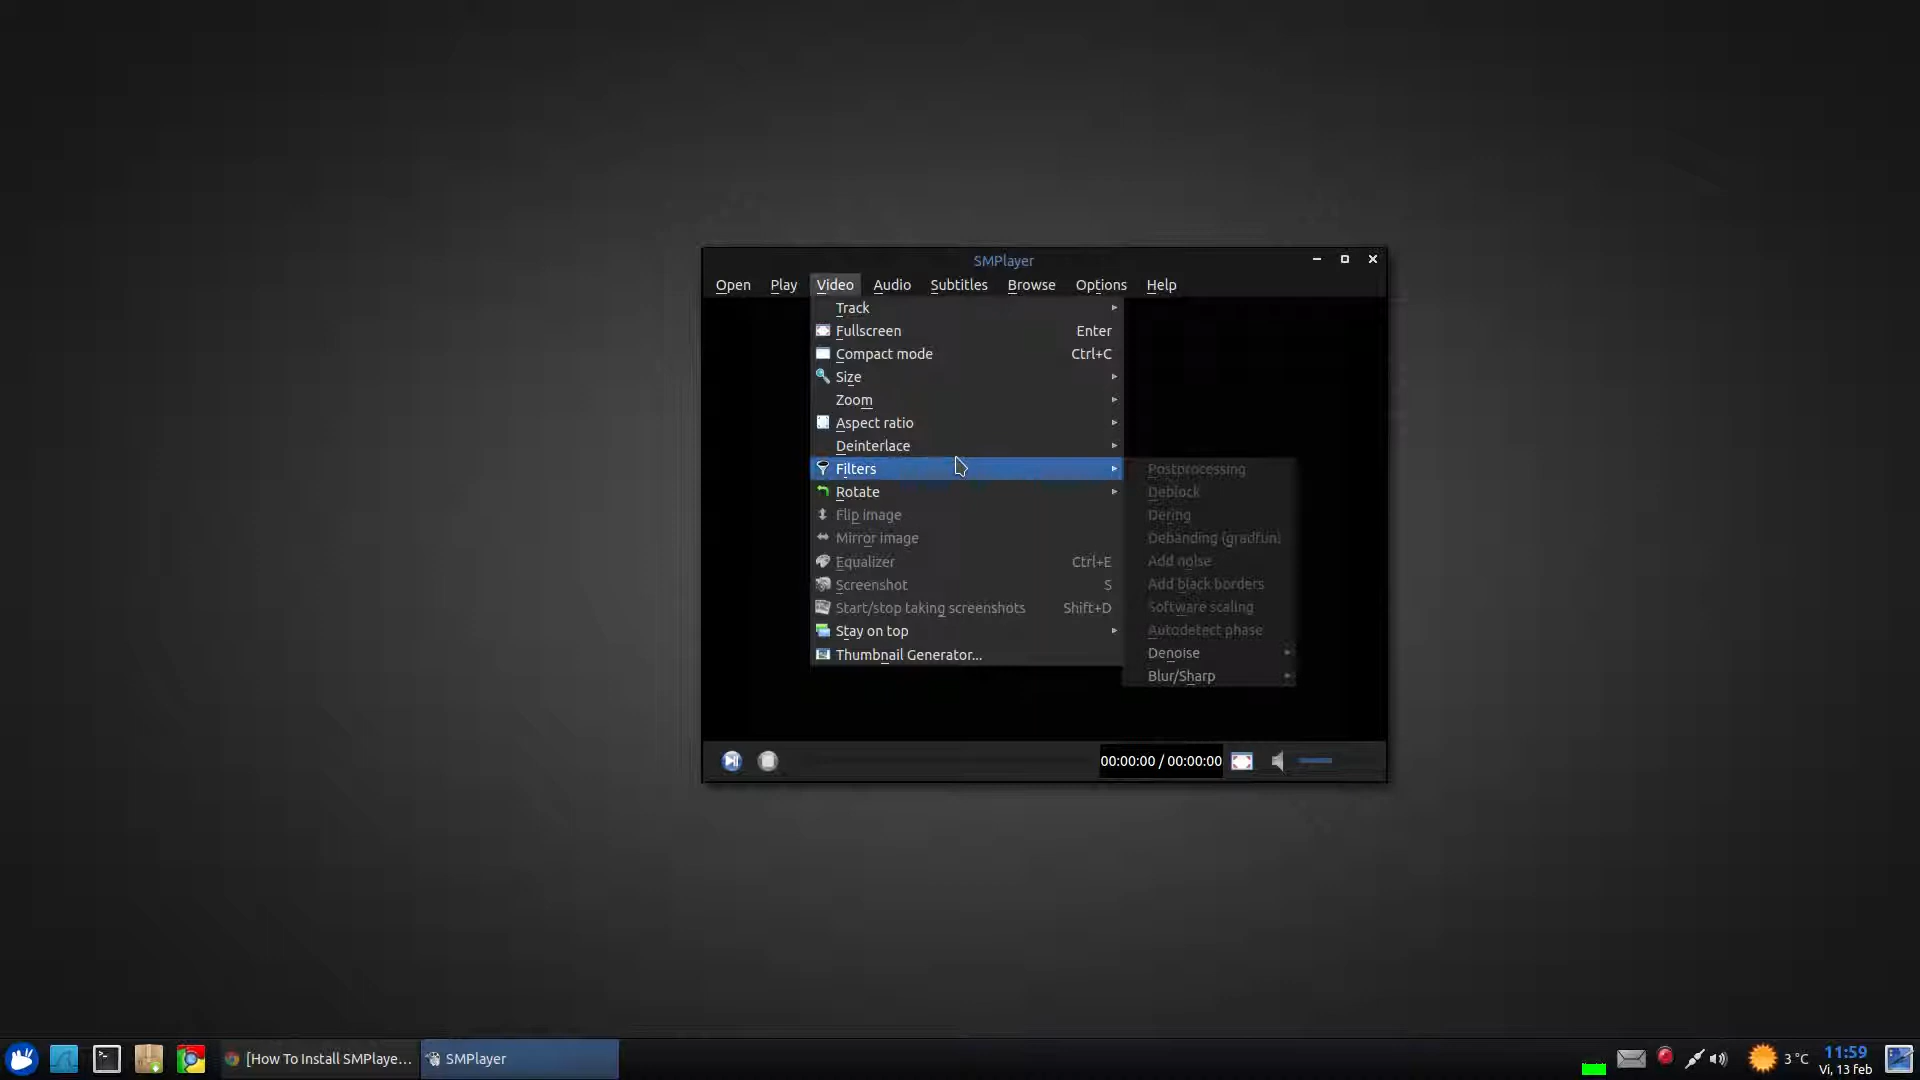 SMPlayer
Open Play Video Audio Subtitles Browse Options Help
Track
Fullscreen Enter
Compact mode Ctrl+C
Size
Zoom
Aspect ratio
Deinterlace
Filters
Rotate
Flip image
Mirror image
Equalizer Ctrl+E
Screenshot S
Start/stop taking screenshots Shift+D
Stay on top
Thumbnail Generator...
Postprocessing
Deblock
Dering
Debanding (gradfun)
Add noise
Add black borders
Software scaling
Autodetect phase
Denoise
Blur/Sharp
00:00:00 / 00:00:00
[How To Install SMPlaye...
SMPlayer
3 °C
11:59
Vi, 13 feb